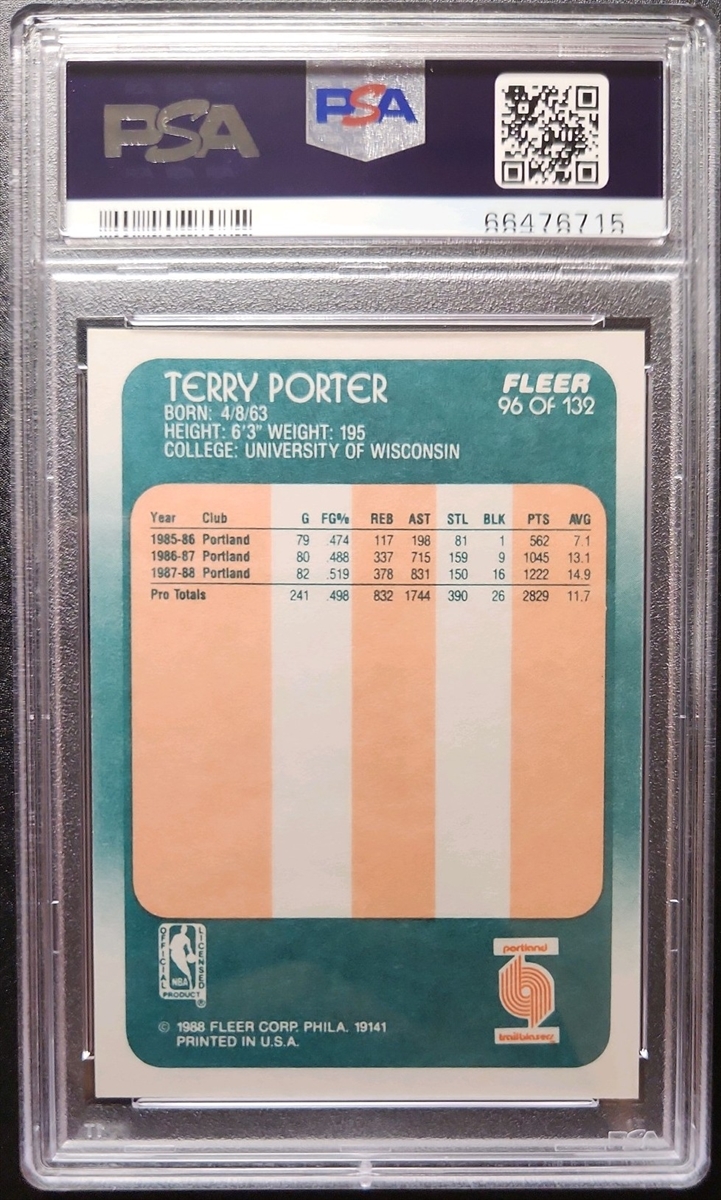 PSA PSA
66476715
TERRY PORTER
FLEER
96 OF 132
BORN: 4/8/63
HEIGHT: 6'3" WEIGHT: 195
COLLEGE: UNIVERSITY OF WISCONSIN
Year Club G FG% REB AST STL BLK PTS AVG
1985-86 Portland 79 .474 117 198 81 1 562 7.1
1986-87 Portland 80 .488 337 715 159 9 1045 13.1
1987-88 Portland 82 .519 378 831 150 16 1222 14.9
Pro Totals 241 .498 832 1744 390 26 2829 11.7
OFFICIAL LICENSED
NBA
PRODUCT ®
portland
trailblazers
© 1988 FLEER CORP. PHILA. 19141
PRINTED IN U.S.A.
PSA